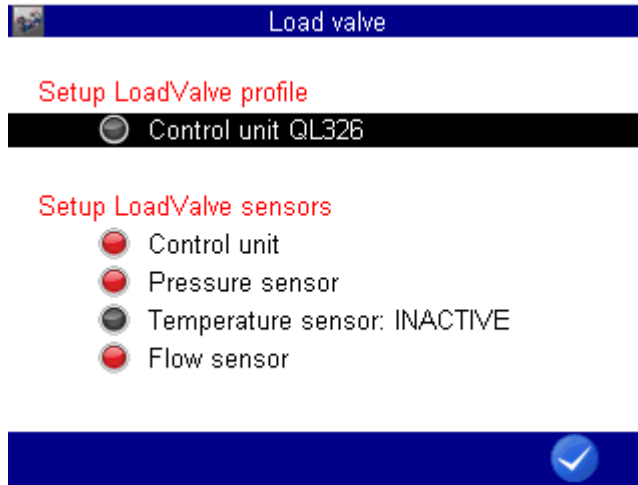 Load valve
Setup LoadValve profile
Control unit QL326
Setup LoadValve sensors
Control unit
Pressure sensor
Temperature sensor: INACTIVE
Flow sensor